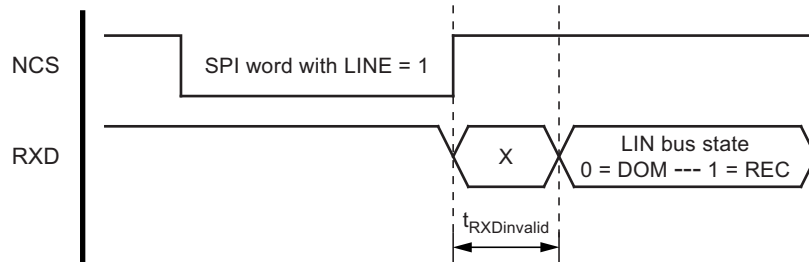 NCS
SPI word with LINE = 1
RXD
X
LIN bus state
0 = DOM --- 1 = REC
tRXDinvalid